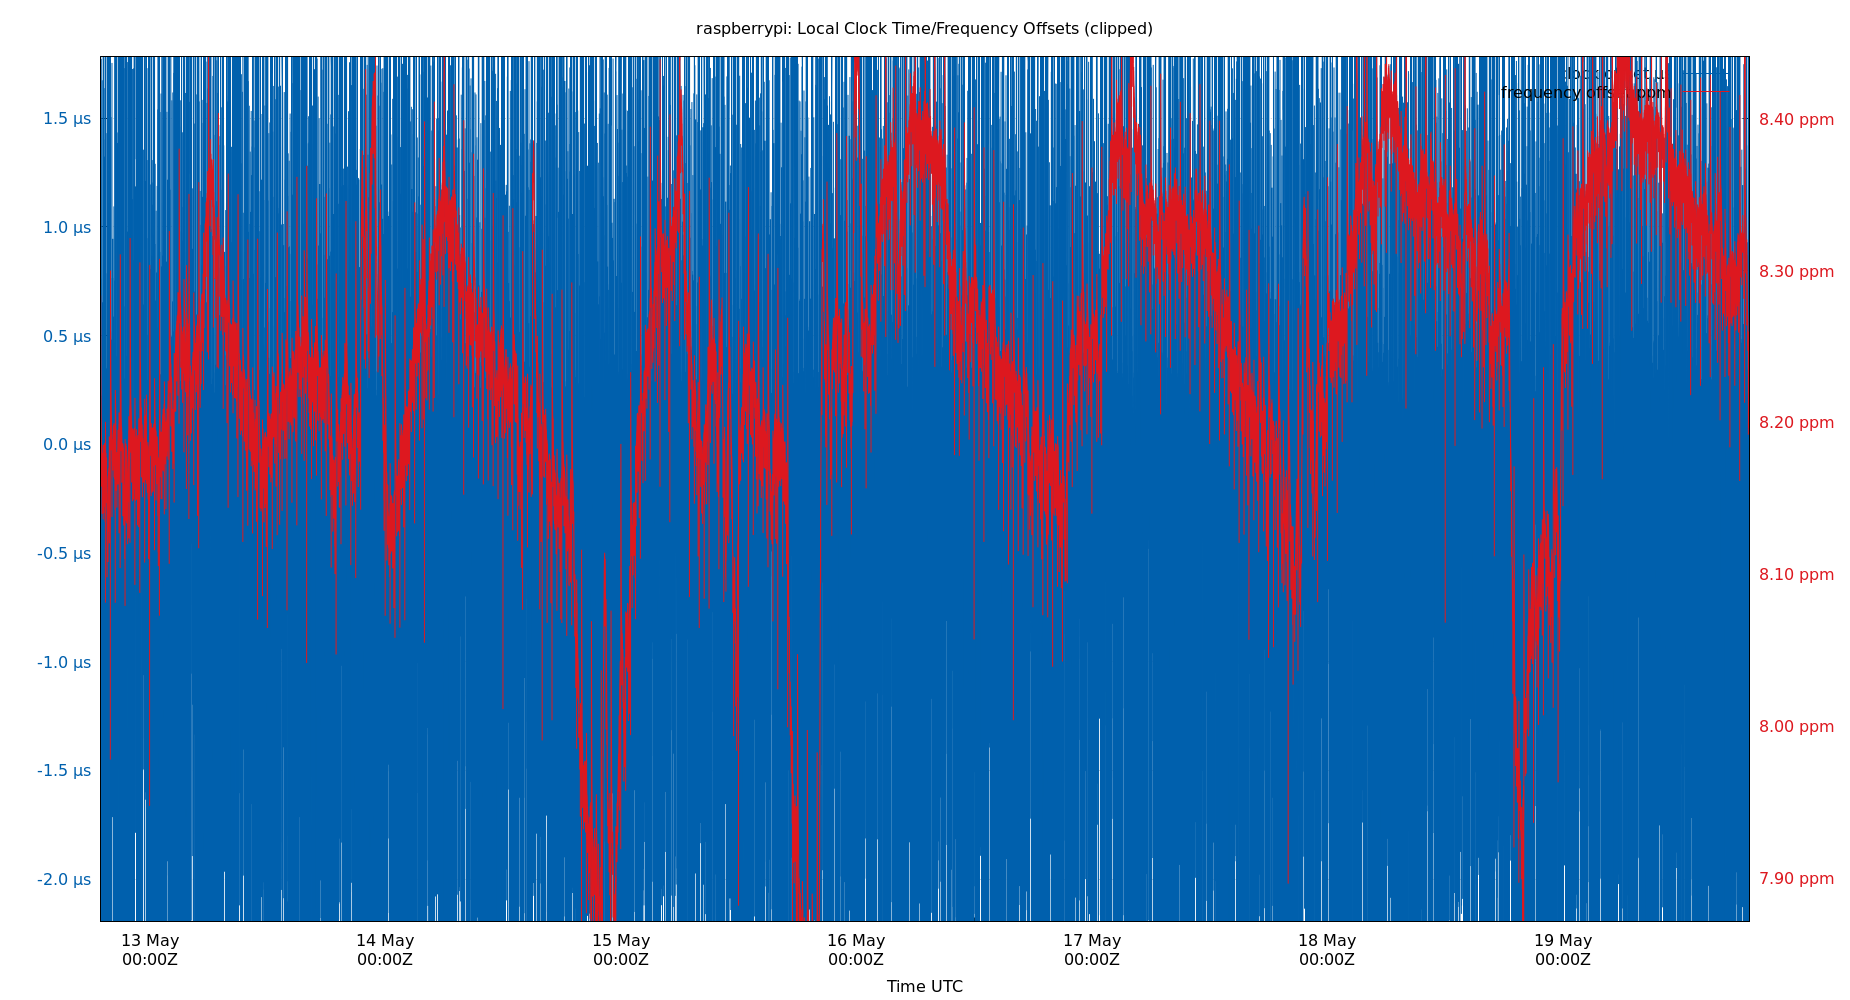 raspberrypi: Local Clock Time/Frequency Offsets (clipped)
frequency ppm
1.5 µs
1.0 µs
0.5 µs
0.0 µs
-0.5 µs
-1.0 µs
-1.5 µs
-2.0 µs
8.40 ppm
8.30 ppm
8.20 ppm
8.10 ppm
8.00 ppm
7.90 ppm
13 May
00:00Z
14 May
00:00Z
15 May
00:00Z
16 May
00:00Z
17 May
00:00Z
18 May
00:00Z
19 May
00:00Z
Time UTC